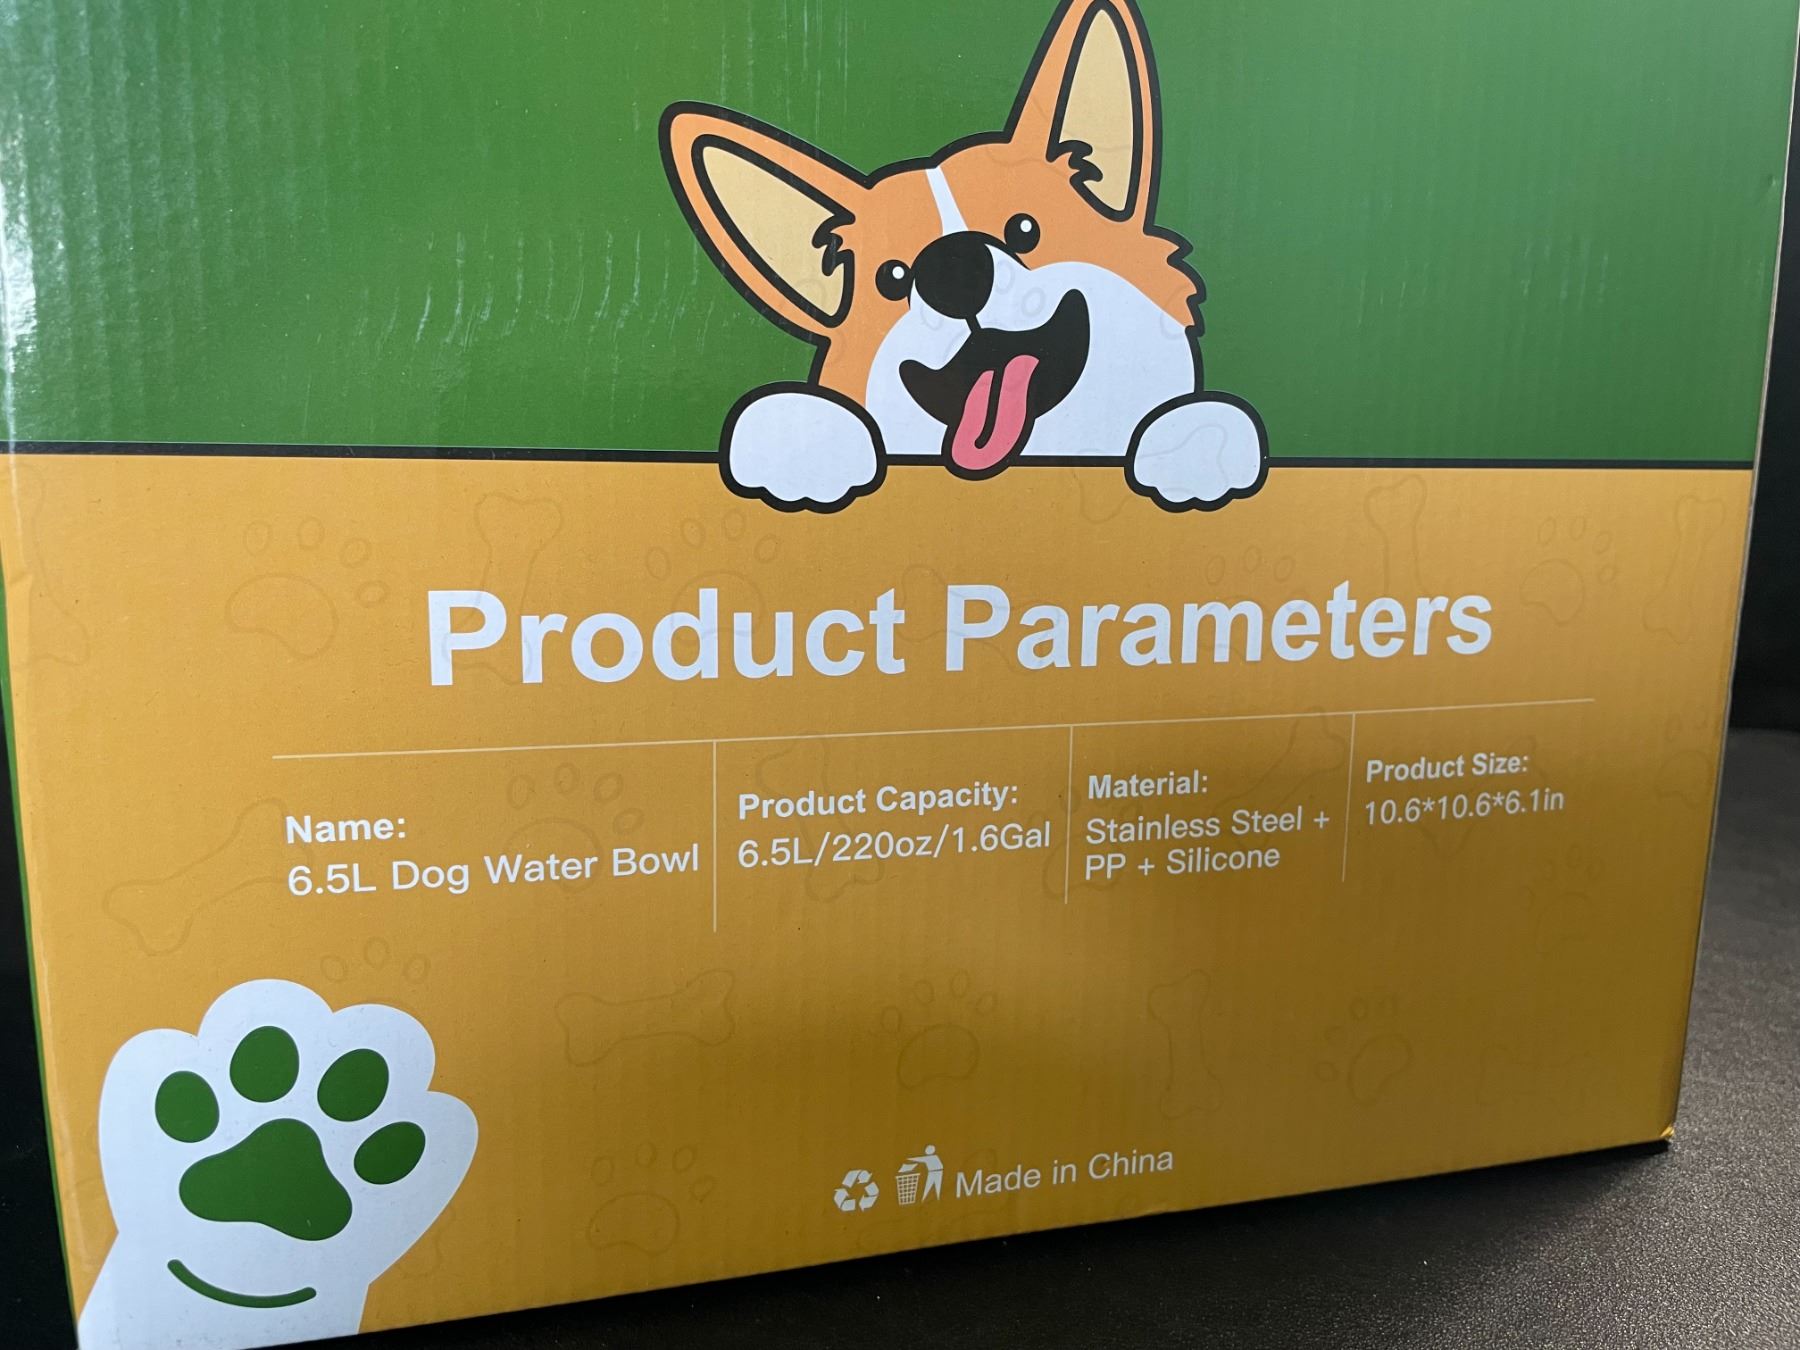 Product Parameters
Name:
6.5L Dog Water Bowl
Product Capacity:
6.5L/220oz/1.6Gal
Material:
Stainless Steel +
PP + Silicone
Product Size:
10.6*10.6*6.1in
Made in China